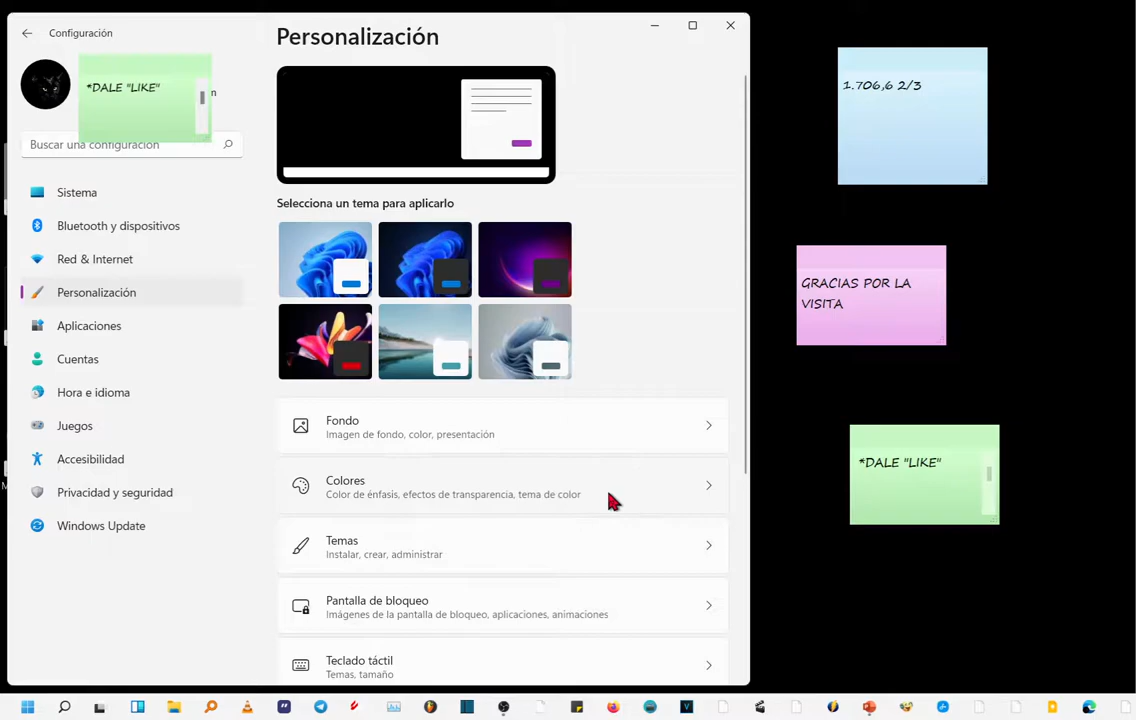 Configuración
*DALE "LIKE"
Buscar una configuración
Sistema
Bluetooth y dispositivos
Red & Internet
Personalización
Aplicaciones
Cuentas
Hora e idioma
Juegos
Accesibilidad
Privacidad y seguridad
Windows Update
Personalización
Selecciona un tema para aplicarlo
Fondo
Imagen de fondo, color, presentación
Colores
Color de énfasis, efectos de transparencia, tema de color
Temas
Instalar, crear, administrar
Pantalla de bloqueo
Imágenes de la pantalla de bloqueo, aplicaciones, animaciones
Teclado táctil
Temas, tamaño
1.706,6 2/3
GRACIAS POR LA
VISITA
*DALE "LIKE"